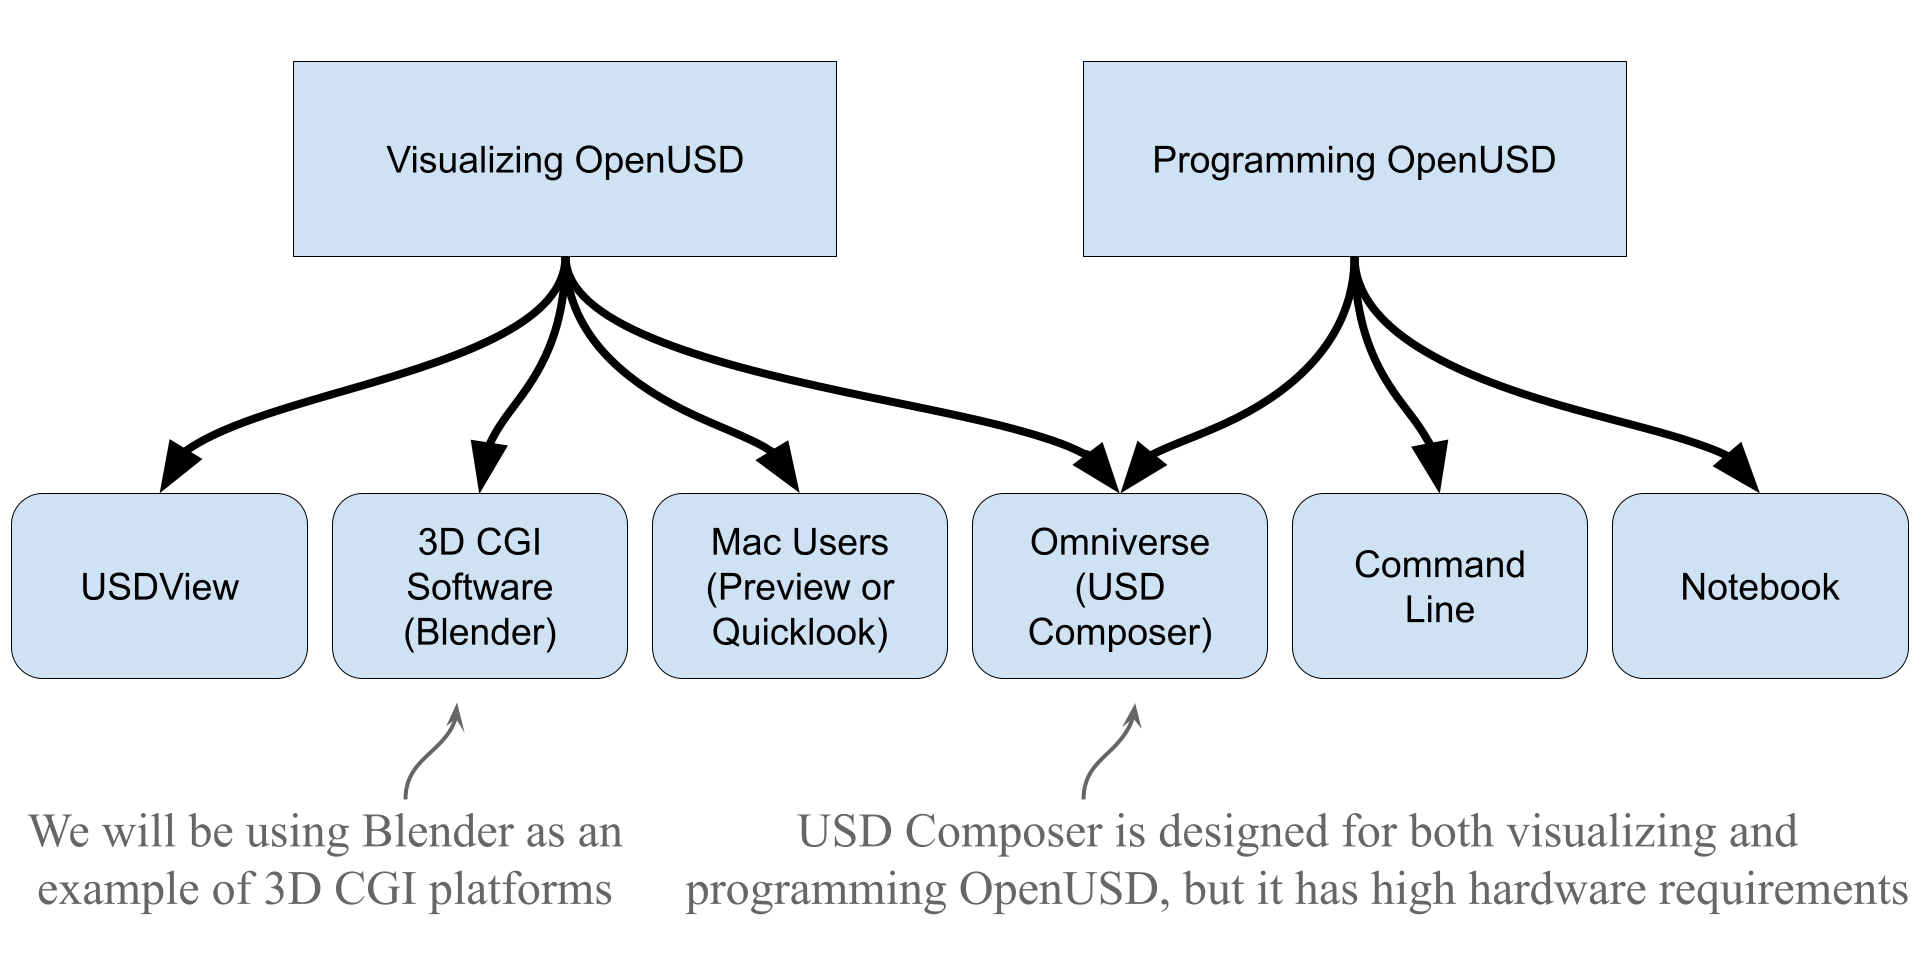 Visualizing OpenUSD
Programming OpenUSD
USDView
3D CGI
Software
(Blender)
Mac Users
(Preview or
Quicklook)
Omniverse
(USD
Composer)
Command
Line
Notebook
We will be using Blender as an
example of 3D CGI platforms
USD Composer is designed for both visualizing and
programming OpenUSD, but it has high hardware requirements